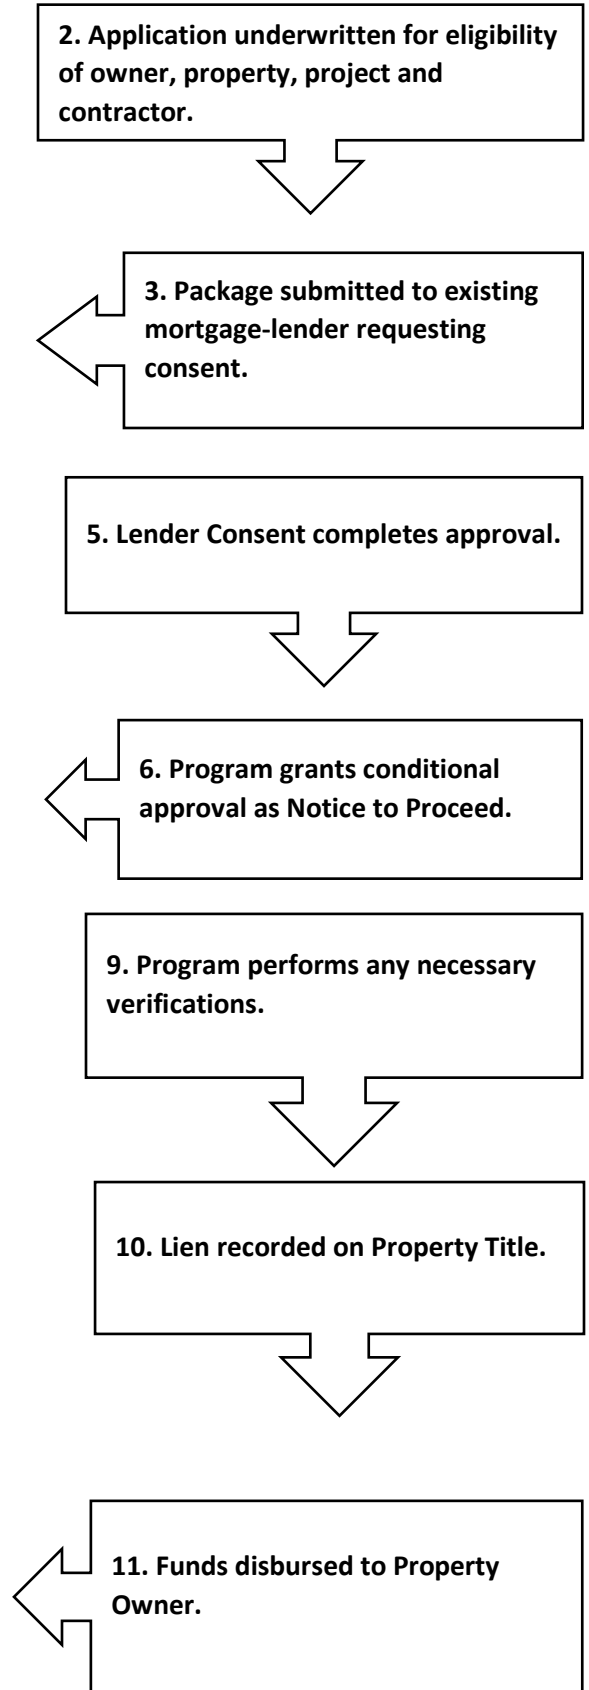 2. Application underwritten for eligibility
of owner, property, project and
contractor.
3. Package submitted to existing
mortgage-lender requesting
consent.
5. Lender Consent completes approval.
6. Program grants conditional
approval as Notice to Proceed.
9. Program performs any necessary
verifications.
10. Lien recorded on Property Title.
11. Funds disbursed to Property
Owner.